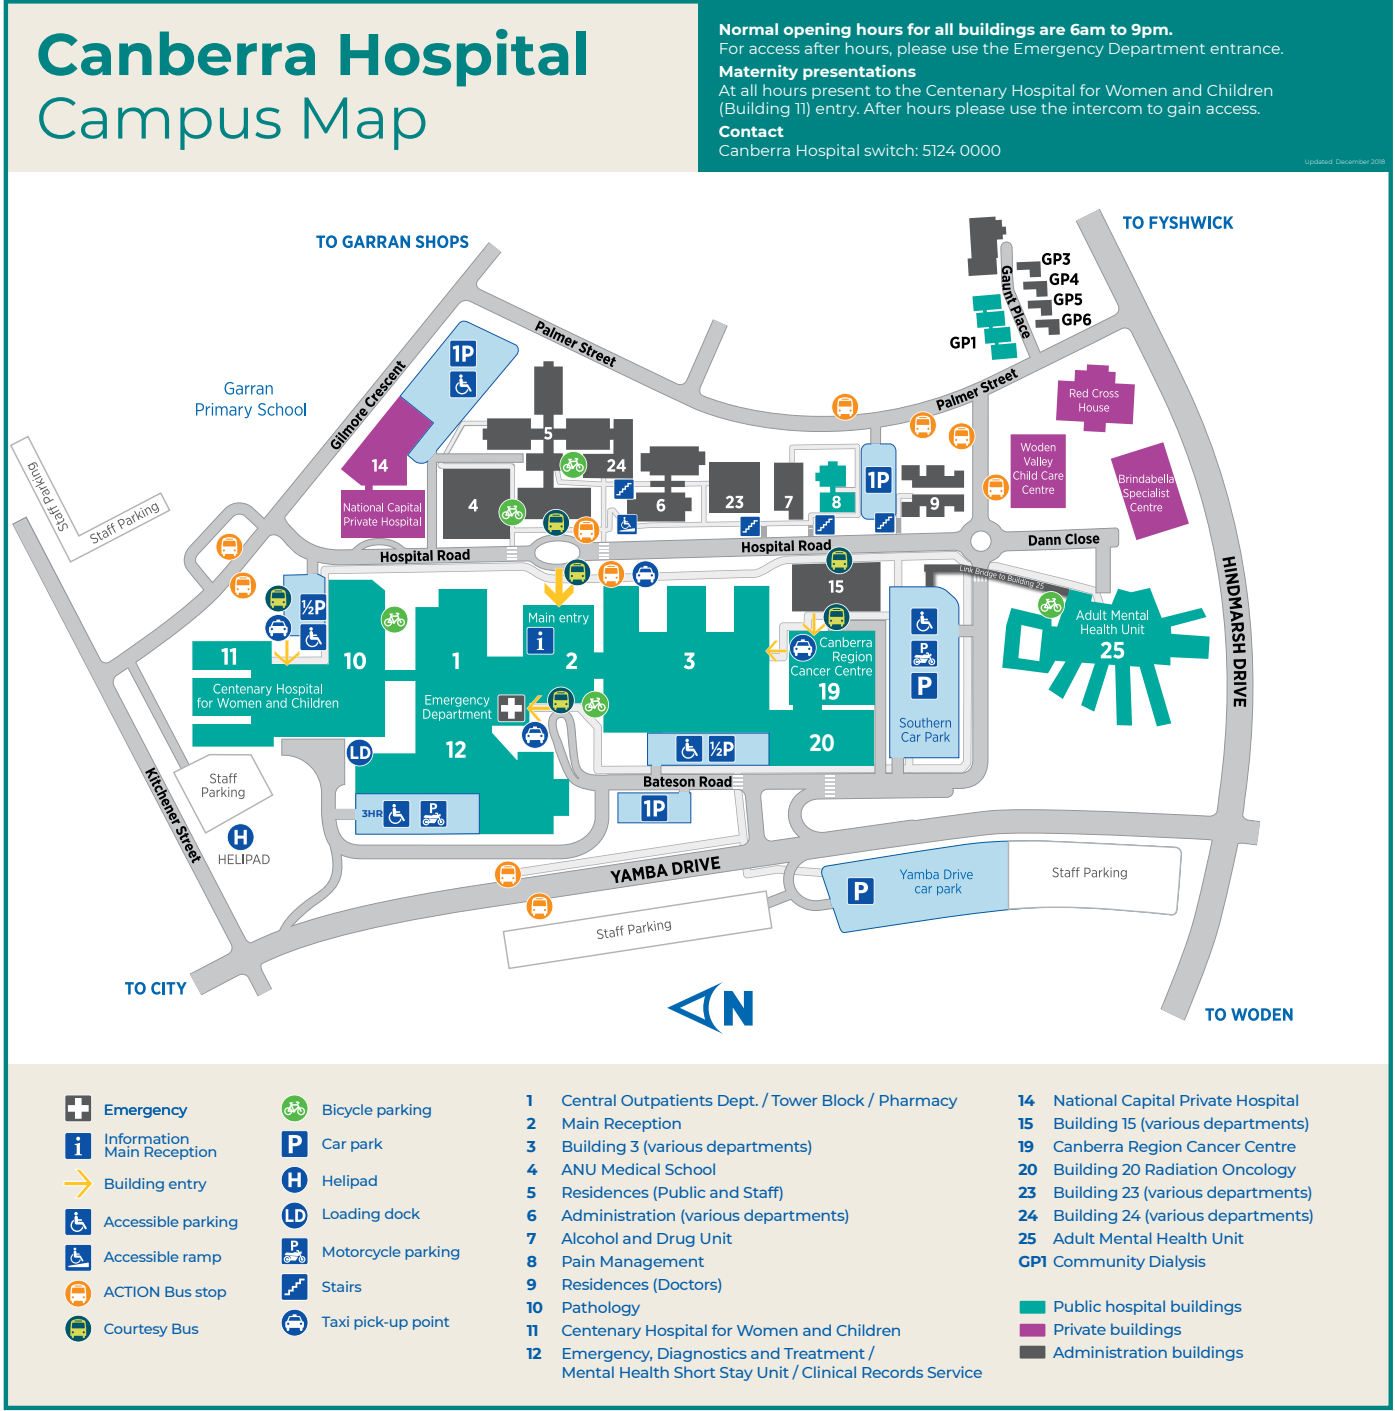 Canberra Hospital
Campus Map
Normal opening hours for all buildings are 6am to 9pm.
For access after hours, please use the Emergency Department entrance.
Maternity presentations
At all hours present to the Centenary Hospital for Women and Children
(Building 11) entry. After hours please use the intercom to gain access.
Contact
Canberra Hospital switch: 5124 0000
Updated December 2018
TO GARRAN SHOPS
TO FYSHWICK
GP3
GP4
GP5
GP6
Gaunt Place
GP1
Palmer Street
Palmer Street
1P
Garran
Primary School
Gilmore Crescent
Red Cross
House
Woden
Valley
Child Care
Centre
Brindabella
Specialist
Centre
Staff Parking
Staff Parking
14
National Capital
Private Hospital
5
24
4
6
23
7
8
1P
9
Hospital Road
Hospital Road
Dann Close
Link Bridge to Building 25
HINDMARSH DRIVE
15
½P
Main entry
i
2
11
10
1
3
Centenary Hospital
for Women and Children
Emergency
Department
Canberra
Region
Cancer Centre
19
Adult Mental
Health Unit
25
P
P
Southern
Car Park
LD
12
½P
20
Bateson Road
1P
3HR
P
Staff
Parking
Kitchener Street
H
HELIPAD
YAMBA DRIVE
P
Yamba Drive
car park
Staff Parking
Staff Parking
TO CITY
N
TO WODEN
Emergency
i
Information
Main Reception
Building entry
Accessible parking
Accessible ramp
ACTION Bus stop
Courtesy Bus
Bicycle parking
P
Car park
H
Helipad
LD
Loading dock
P
Motorcycle parking
Stairs
Taxi pick-up point
1 Central Outpatients Dept. / Tower Block / Pharmacy
2 Main Reception
3 Building 3 (various departments)
4 ANU Medical School
5 Residences (Public and Staff)
6 Administration (various departments)
7 Alcohol and Drug Unit
8 Pain Management
9 Residences (Doctors)
10 Pathology
11 Centenary Hospital for Women and Children
12 Emergency, Diagnostics and Treatment /
Mental Health Short Stay Unit / Clinical Records Service
14 National Capital Private Hospital
15 Building 15 (various departments)
19 Canberra Region Cancer Centre
20 Building 20 Radiation Oncology
23 Building 23 (various departments)
24 Building 24 (various departments)
25 Adult Mental Health Unit
GP1 Community Dialysis
Public hospital buildings
Private buildings
Administration buildings